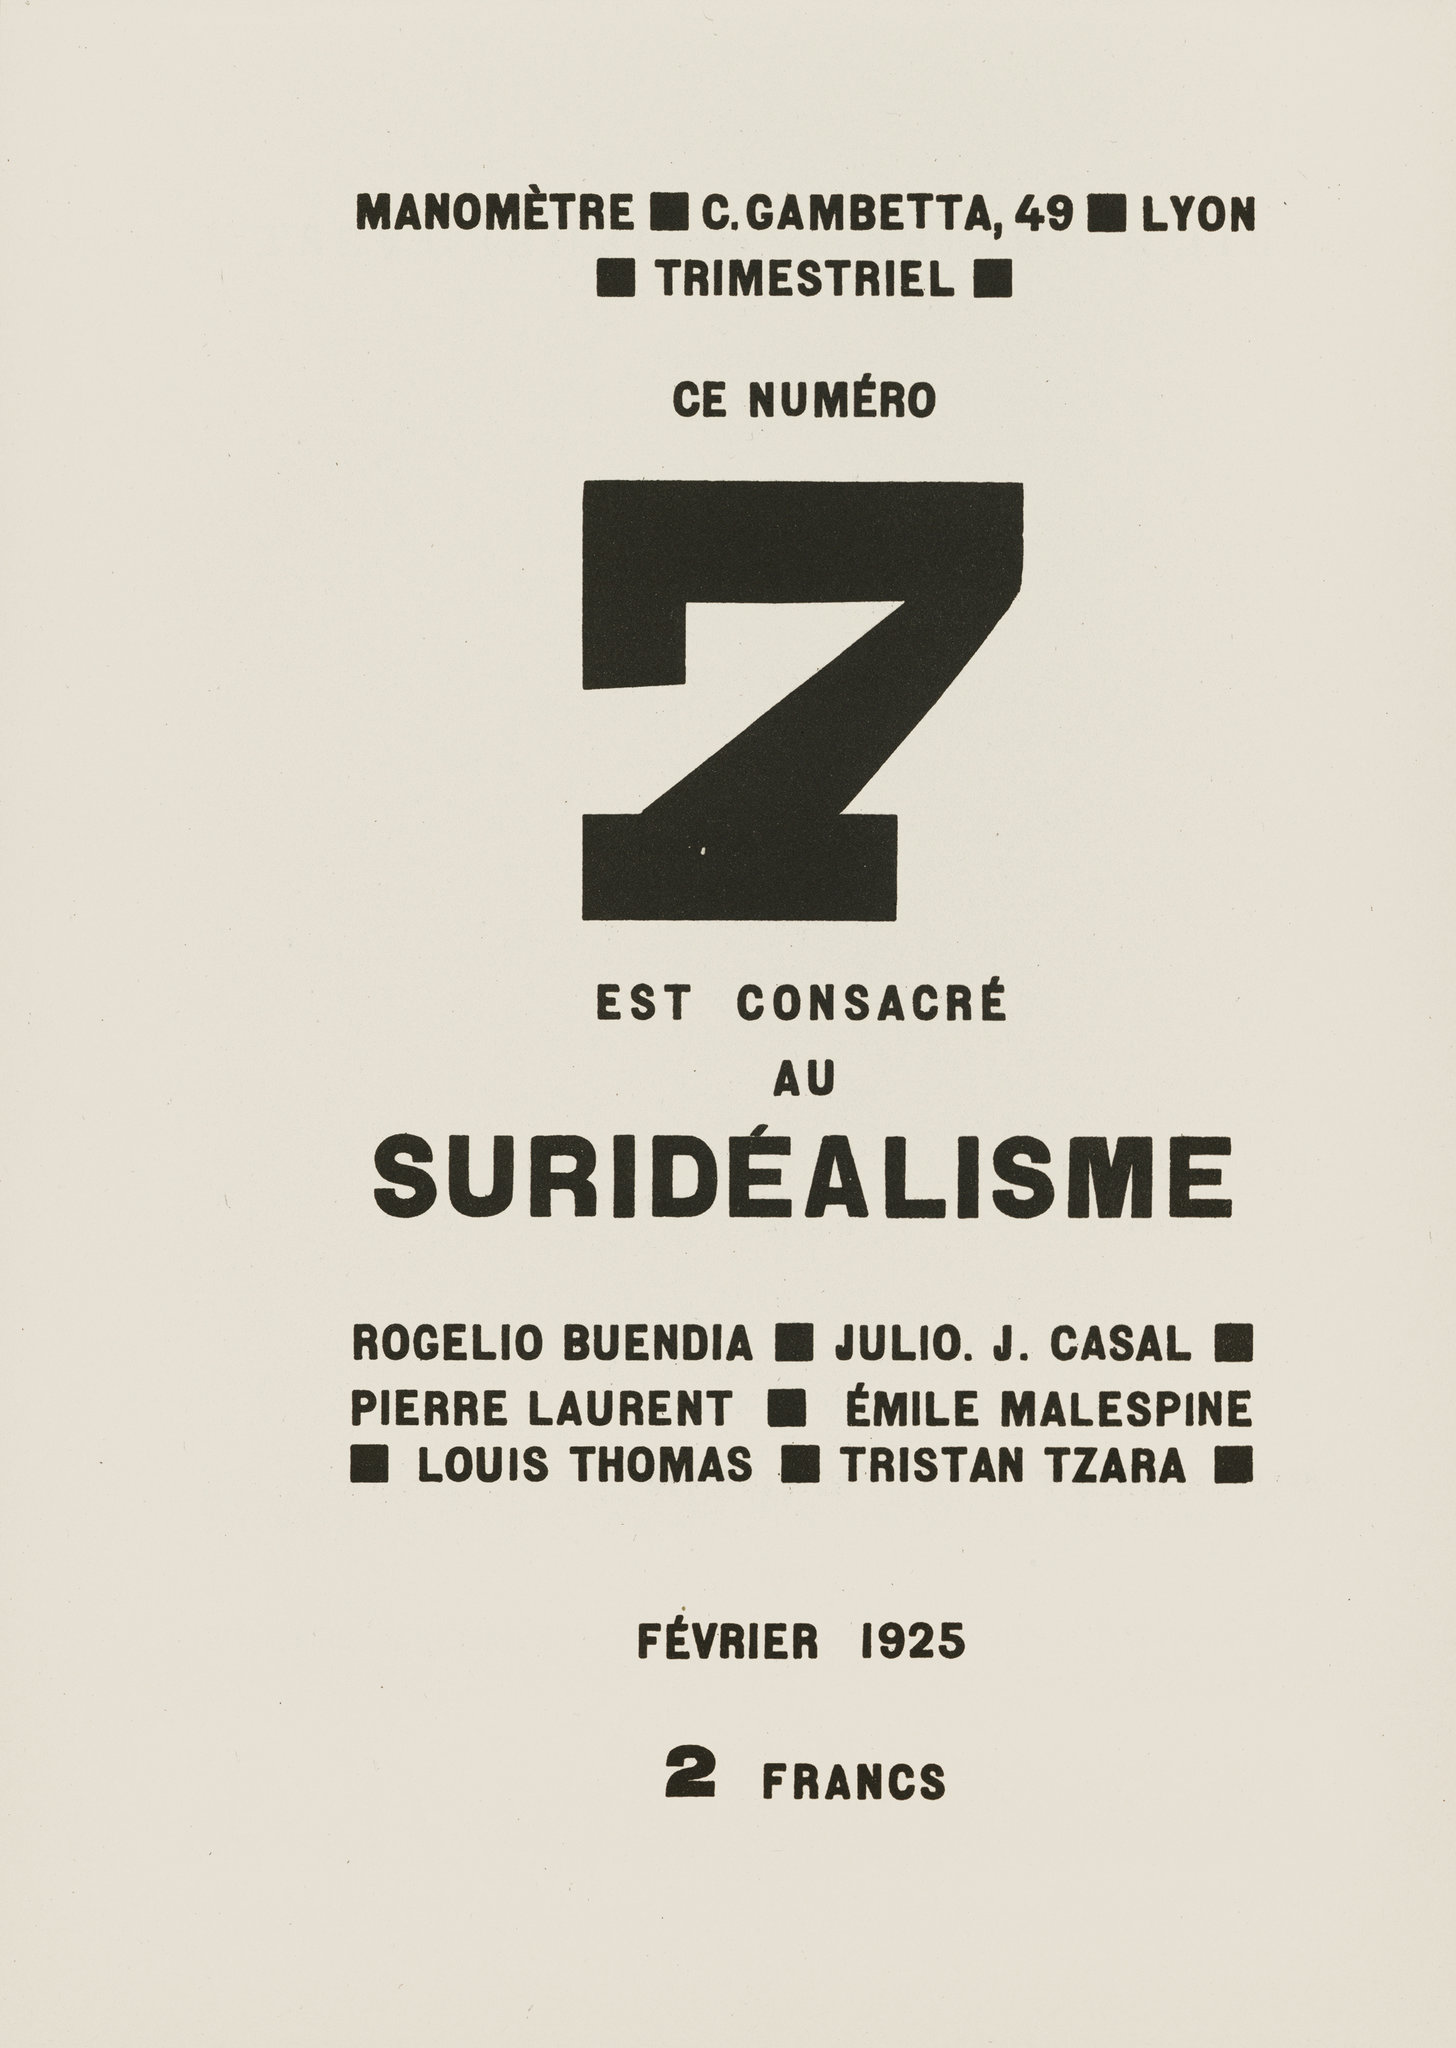 MANOMÈTRE ■ C. GAMBETTA, 49 ■ LYON
■ TRIMESTRIEL ■
CE NUMÉRO
7
EST CONSACRÉ
AU
SURIDÉALISME
ROGELIO BUENDIA ■ JULIO. J. CASAL ■
PIERRE LAURENT ■ ÉMILE MALESPINE
■ LOUIS THOMAS ■ TRISTAN TZARA ■
FÉVRIER 1925
2 FRANCS